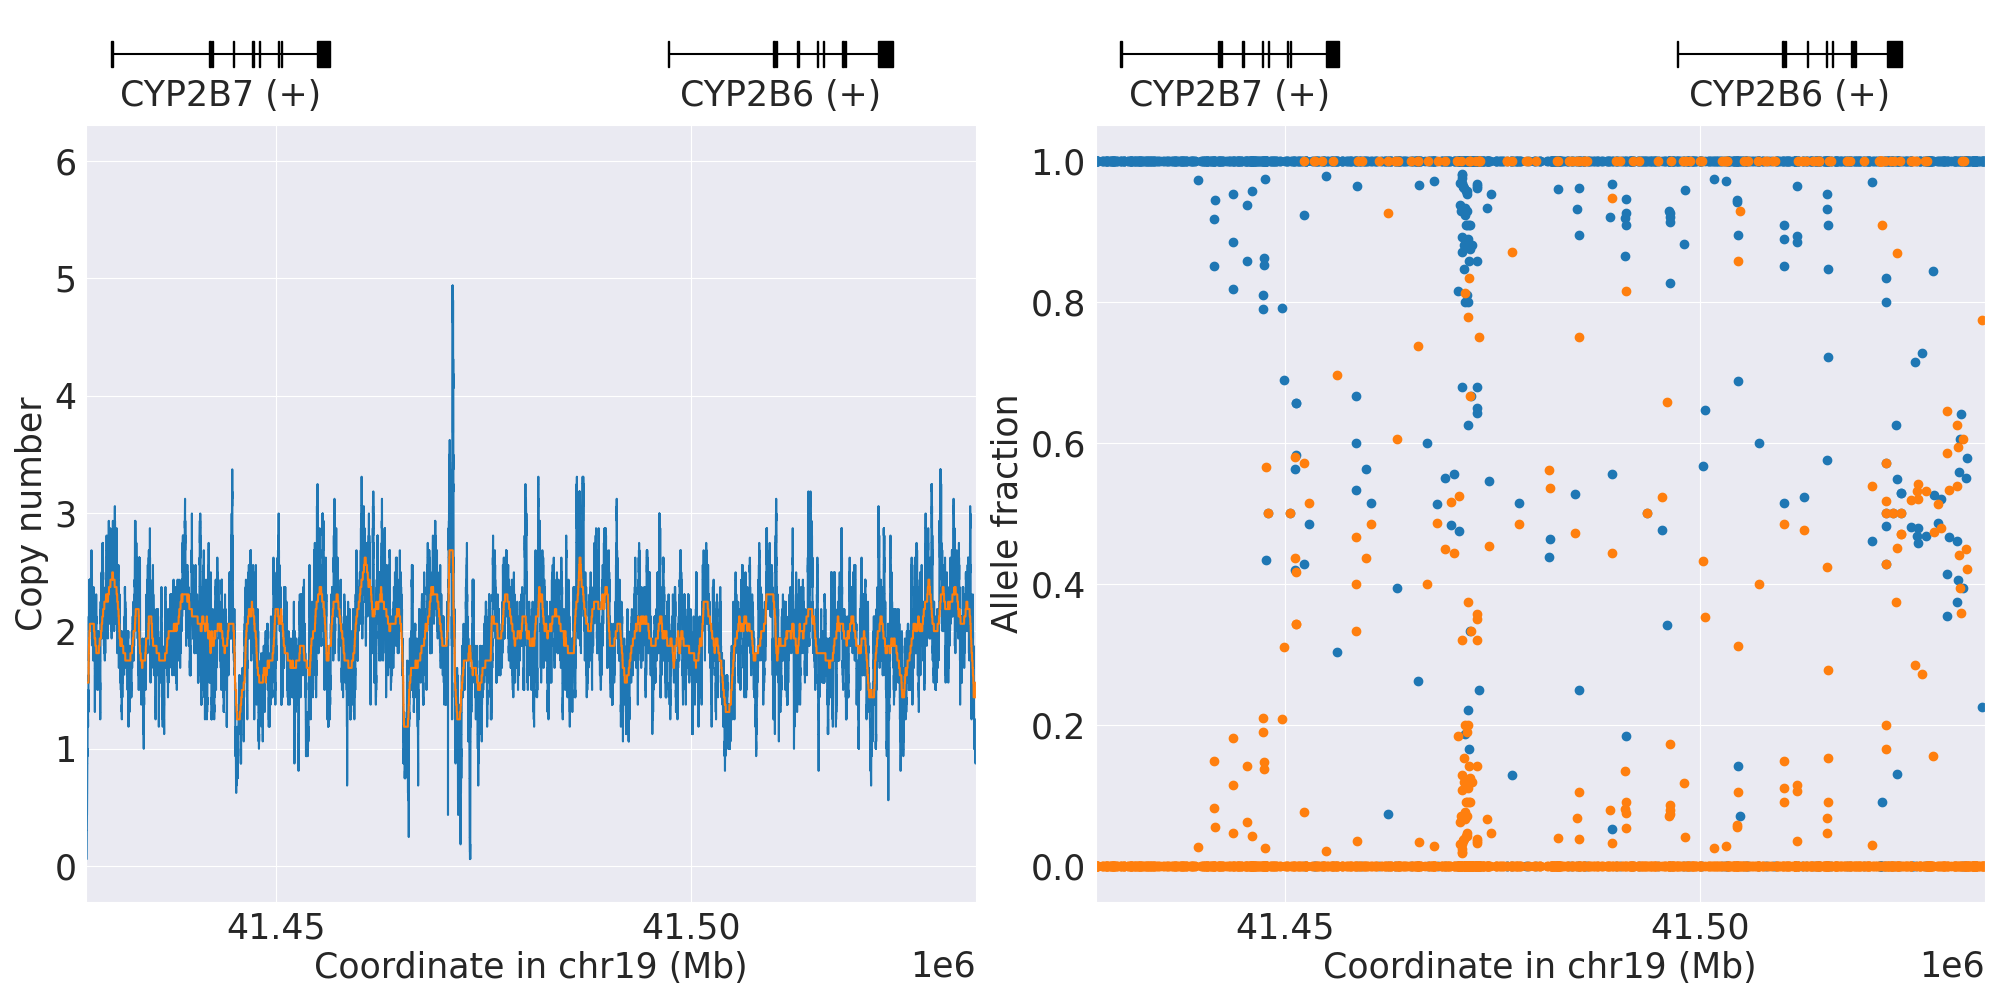 CYP2B7 (+)
CYP2B6 (+)
6
5
4
3
2
1
0
Copy number
41.45
41.50
Coordinate in chr19 (Mb)
1e6
CYP2B7 (+)
CYP2B6 (+)
1.0
0.8
0.6
0.4
0.2
0.0
Allele fraction
41.45
41.50
Coordinate in chr19 (Mb)
1e6